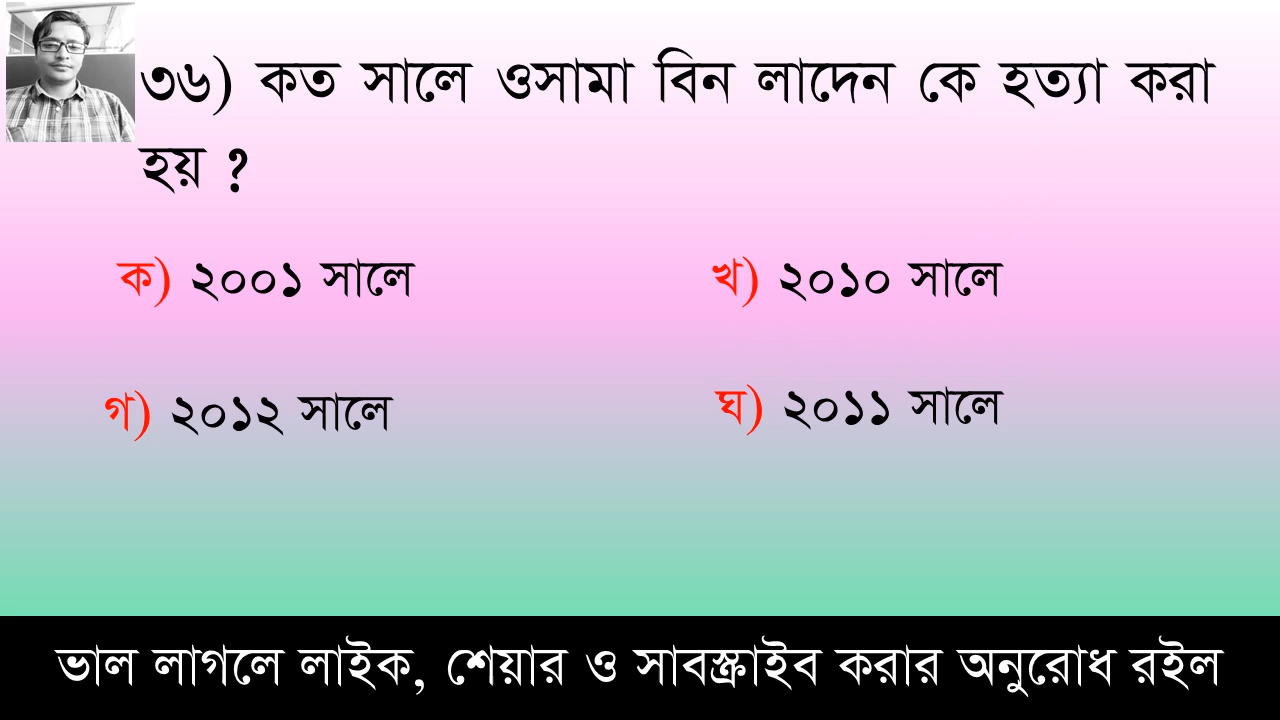 ৩৬) কত সালে ওসামা বিন লাদেন কে হত্যা করা
হয় ?
ক) ২০০১ সালে
খ) ২০১০ সালে
গ) ২০১২ সালে
ঘ) ২০১১ সালে
ভাল লাগলে লাইক, শেয়ার ও সাবস্ক্রাইব করার অনুরোধ রইল